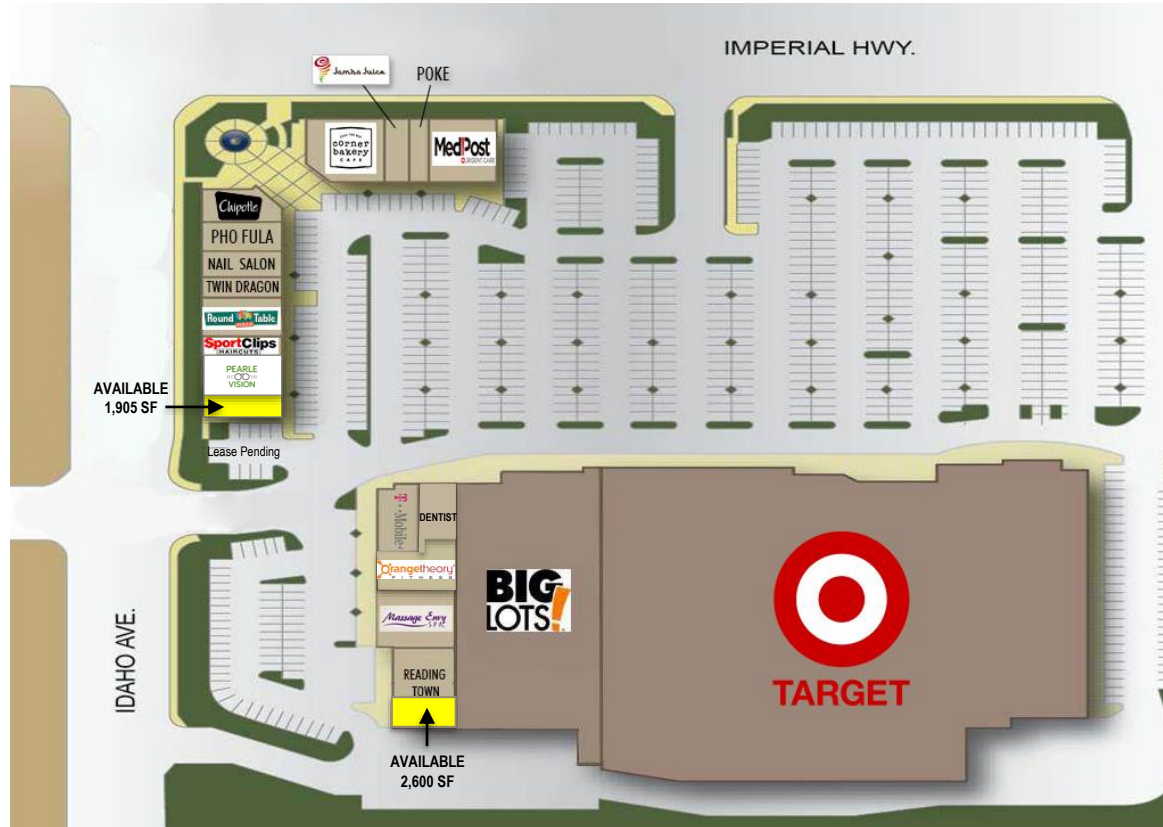 IMPERIAL HWY.
Jamba Juice
POKE
corner
bakery
CAFE
MedPost
URGENT CARE
Chipotle
PHO FULA
NAIL SALON
TWIN DRAGON
Round Table
SportClips
HAIRCUTS
PEARLE
VISION
AVAILABLE
1,905 SF
Lease Pending
T-Mobile
DENTIST
Orangetheory
FITNESS
Massage Envy
SPA
READING
TOWN
BIG
LOTS!
TARGET
IDAHO AVE.
AVAILABLE
2,600 SF